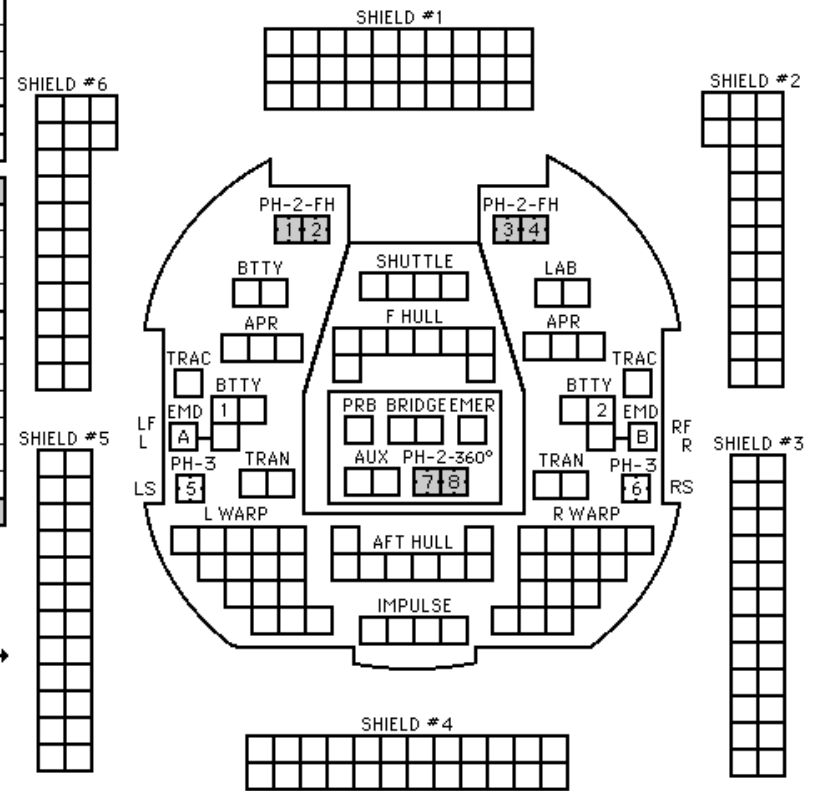 SHIELD #1
SHIELD #6
SHIELD #2
PH-2-FH
PH-2-FH
1 2
3 4
BTTY
SHUTTLE
LAB
APR
F HULL
APR
TRAC
TRAC
BTTY
BTTY
PRB BRIDGE EMER
1
2
EMD
EMD
LF
L
A
B
RF
R
SHIELD #5
SHIELD #3
PH-3
TRAN
AUX PH-2-360°
TRAN
PH-3
LS
5
7 8
6
RS
L WARP
R WARP
AFT HULL
IMPULSE
SHIELD #4